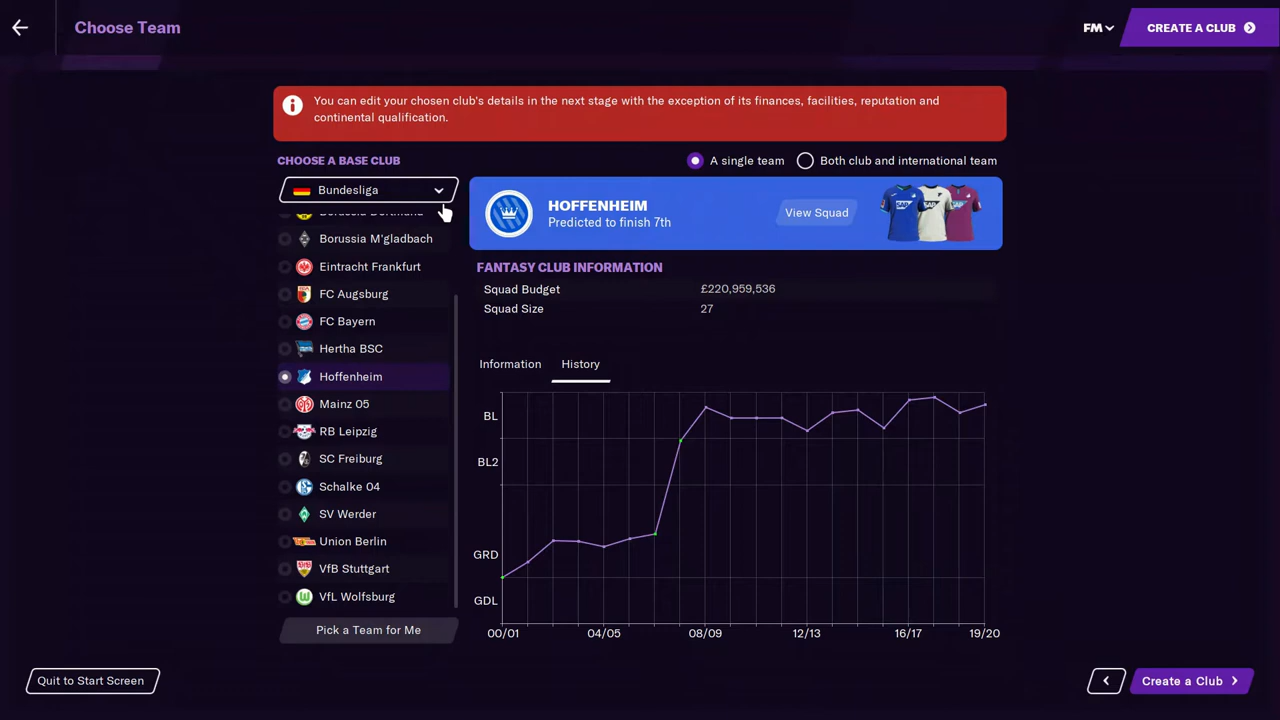 Choose Team
FM
CREATE A CLUB
You can edit your chosen club's details in the next stage with the exception of its finances, facilities, reputation and
continental qualification.
CHOOSE A BASE CLUB
A single team
Both club and international team
Bundesliga
Borussia Dortmund
Borussia M'gladbach
Eintracht Frankfurt
FC Augsburg
FC Bayern
Hertha BSC
Hoffenheim
Mainz 05
RB Leipzig
SC Freiburg
Schalke 04
SV Werder
Union Berlin
VfB Stuttgart
VfL Wolfsburg
Pick a Team for Me
HOFFENHEIM
Predicted to finish 7th
View Squad
SAP
SAP
SAP
FANTASY CLUB INFORMATION
Squad Budget £220,959,536
Squad Size 27
Information History
BL
BL2
GRD
GDL
00/01 04/05 08/09 12/13 16/17 19/20
Quit to Start Screen
Create a Club